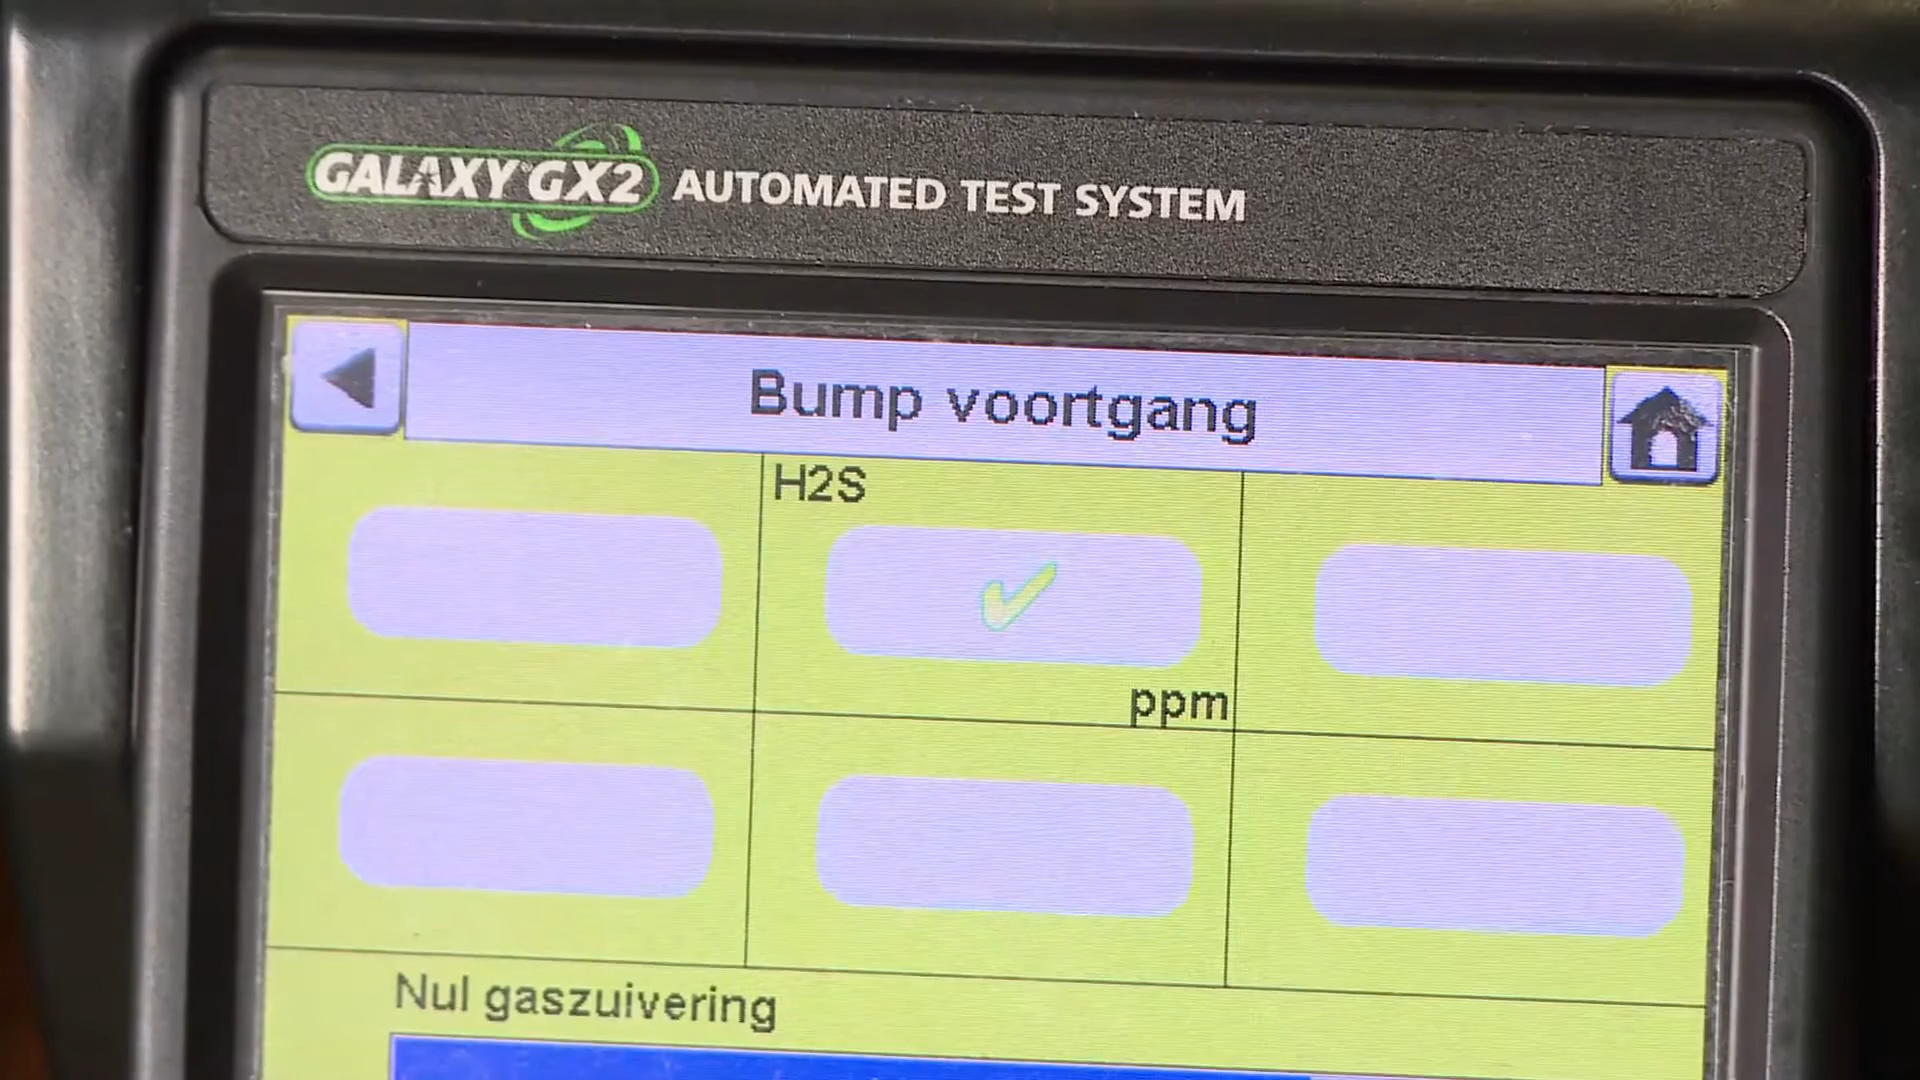 GALAXY®GX2 AUTOMATED TEST SYSTEM
Bump voortgang
H2S
ppm
Nul gaszuivering